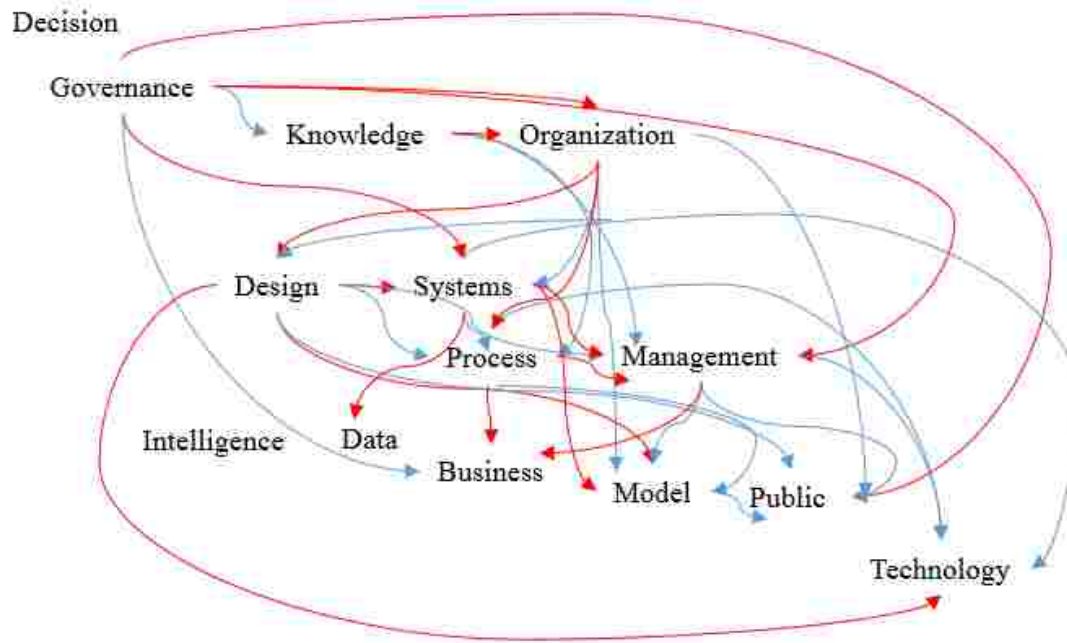 Decision
Governance
Knowledge
Organization
Design
Systems
Process
Management
Intelligence
Data
Business
Model
Public
Technology